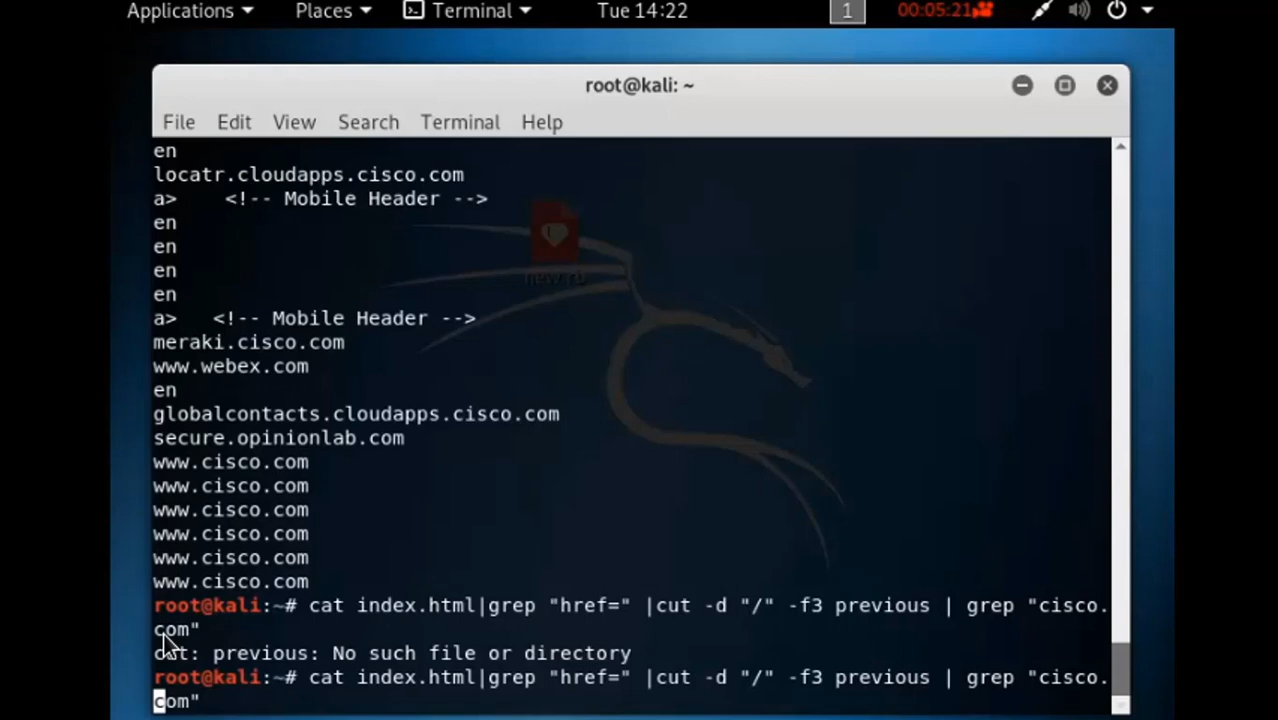 Applications Places Terminal Tue 14:22 1 00:05:21
root@kali: ~
File Edit View Search Terminal Help
en
locatr.cloudapps.cisco.com
a> <!-- Mobile Header -->
en
en
en
en
a> <!-- Mobile Header -->
meraki.cisco.com
www.webex.com
en
globalcontacts.cloudapps.cisco.com
secure.opinionlab.com
www.cisco.com
www.cisco.com
www.cisco.com
www.cisco.com
www.cisco.com
www.cisco.com
root@kali:~# cat index.html|grep "href=" |cut -d "/" -f3 previous | grep "cisco.
com"
cut: previous: No such file or directory
root@kali:~# cat index.html|grep "href=" |cut -d "/" -f3 previous | grep "cisco.
com"